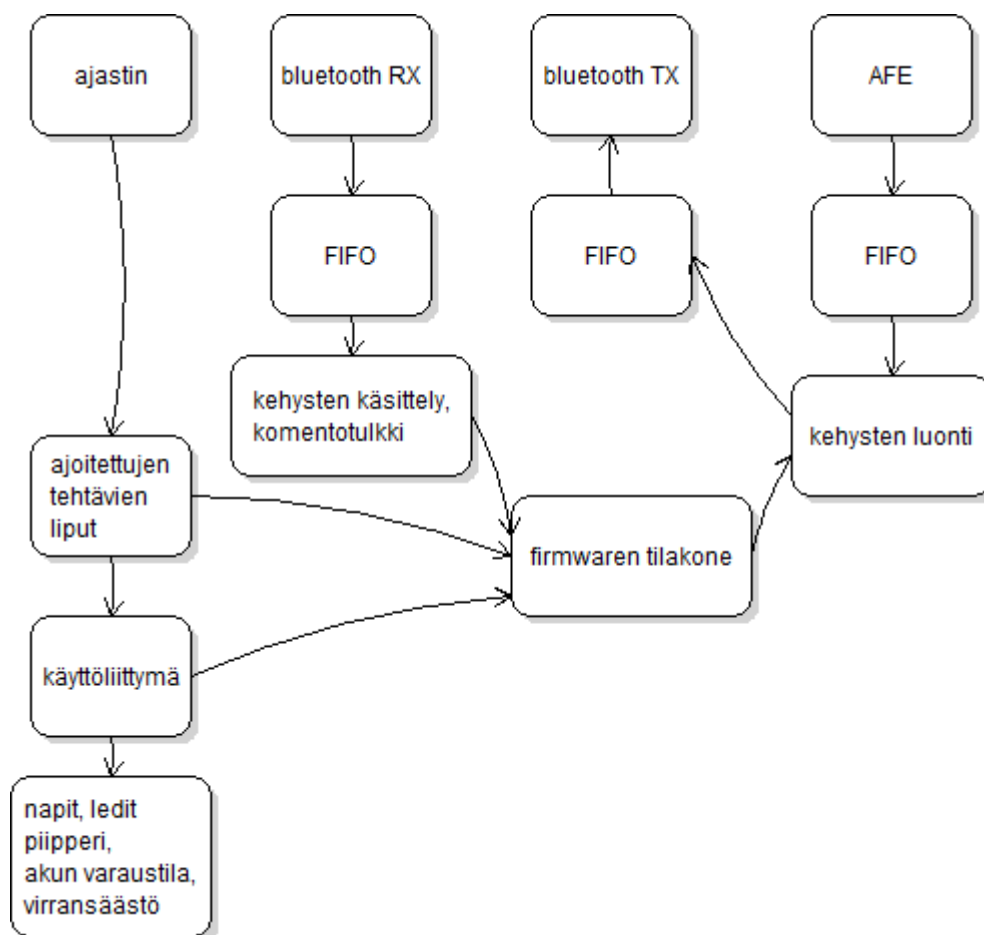 ajastin
bluetooth RX
bluetooth TX
AFE
FIFO
FIFO
FIFO
kehysten käsittely,
komentotulkki
kehysten luonti
ajoitettujen
tehtävien
liput
firmwaren tilakone
käyttöliittymä
napit, ledit
piipperi,
akun varaustila,
virransäästö